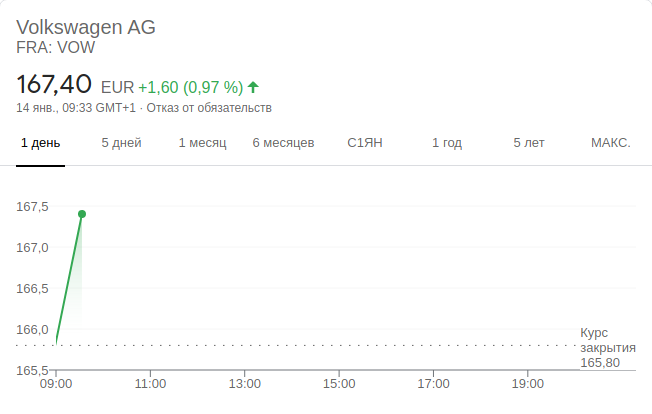 Volkswagen AG
FRA: VOW
167,40 EUR +1,60 (0,97 %)
14 янв., 09:33 GMT+1 · Отказ от обязательств
1 день 5 дней 1 месяц 6 месяцев С1ЯН 1 год 5 лет МАКС.
167,5
167,0
166,5
166,0
165,5
Курс
закрытия
165,80
09:00 11:00 13:00 15:00 17:00 19:00